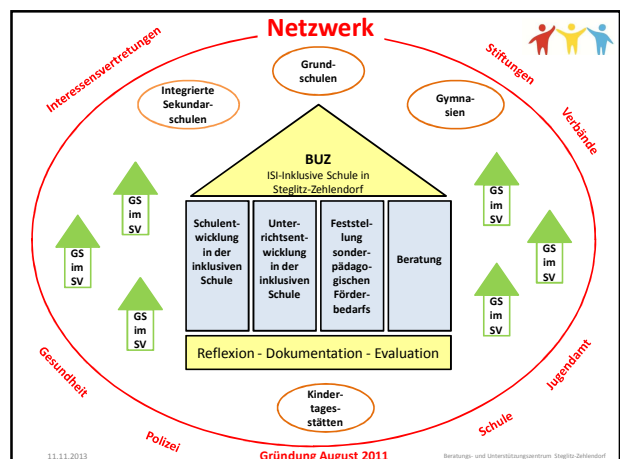 Netzwerk
Interessensvertretungen
Stiftungen
Verbände
Grund-
schulen
Integrierte
Sekundar-
schulen
Gymna-
sien
BUZ
ISI-Inklusive Schule in
Steglitz-Zehlendorf
GS
im
SV
GS
im
SV
GS
im
SV
Schulent-
wicklung
in der
inklusiven
Schule
Unter-
richtsent-
wicklung
in der
inklusiven
Schule
Feststel-
lung
sonder-
pädago-
gischen
Förder-
bedarfs
Beratung
GS
im
SV
GS
im
SV
GS
im
SV
Reflexion - Dokumentation - Evaluation
Gesundheit
Polizei
Kinder-
tages-
stätten
Schule
Jugendamt
11.11.2013
Gründung August 2011
Beratungs- und Unterstützungszentrum Steglitz-Zehlendorf